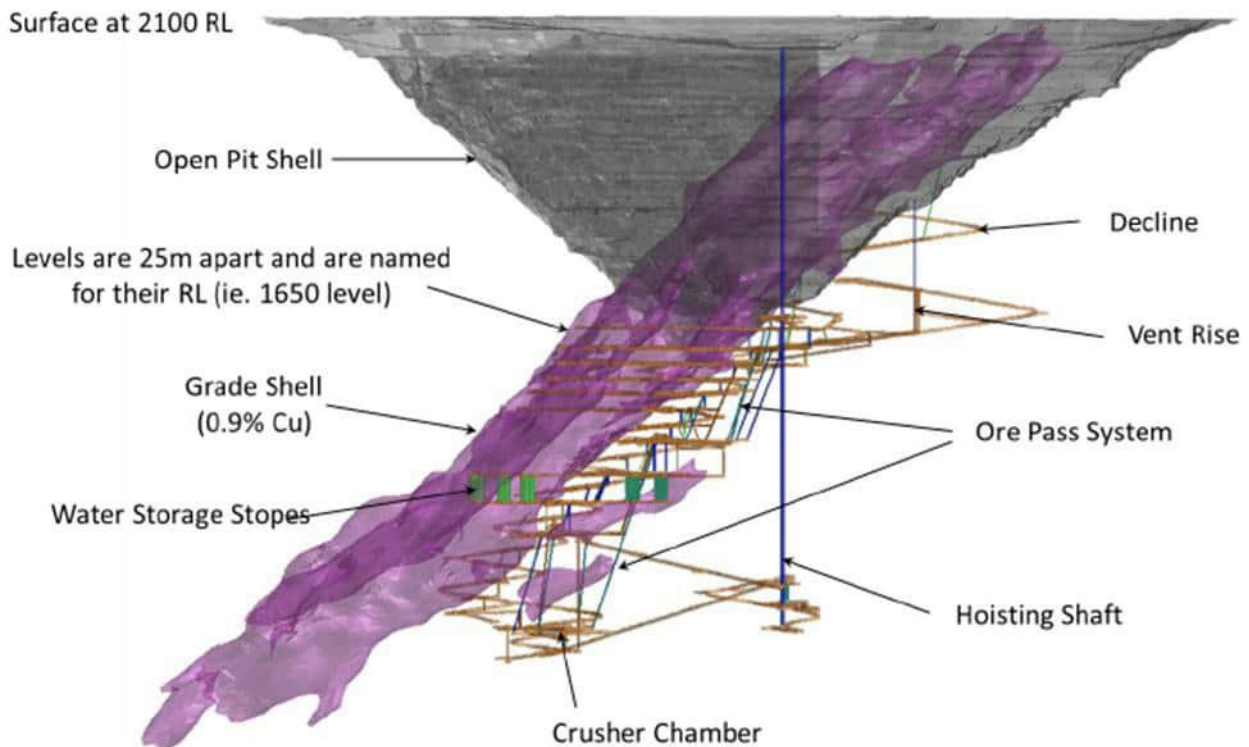 Surface at 2100 RL
Open Pit Shell
Decline
Levels are 25m apart and are named
for their RL (ie. 1650 level)
Vent Rise
Grade Shell
(0.9% Cu)
Ore Pass System
Water Storage Stopes
Hoisting Shaft
Crusher Chamber